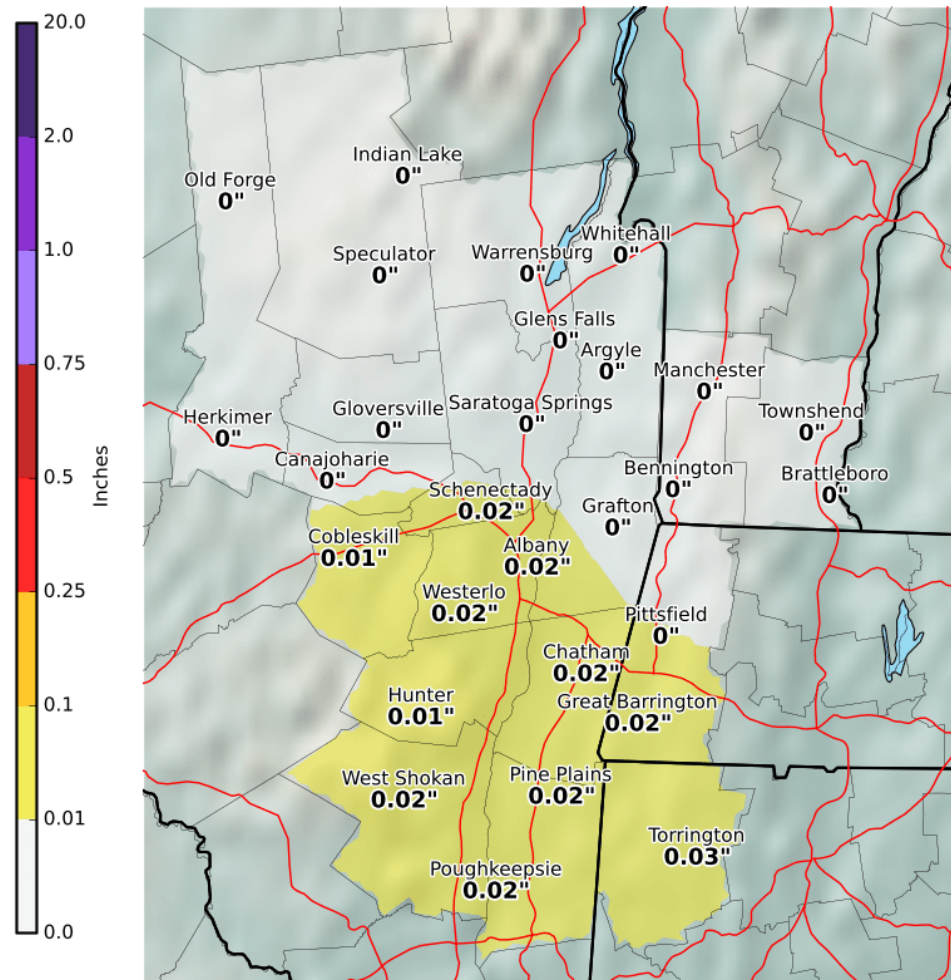 20.0
2.0
1.0
0.75
0.5
0.25
0.1
0.01
0.0
Inches
Indian Lake
0"
Old Forge
0"
Whitehall
0"
Speculator
0"
Warrensburg
0"
Glens Falls
0"
Argyle
0"
Manchester
0"
Saratoga Springs
0"
Gloversville
0"
Townshend
0"
Herkimer
0"
Canajoharie
0"
Bennington
0"
Brattleboro
0"
Schenectady
0.02"
Grafton
0"
Cobleskill
0.01"
Albany
0.02"
Westerlo
0.02"
Pittsfield
0"
Chatham
0.02"
Hunter
0.01"
Great Barrington
0.02"
West Shokan
0.02"
Pine Plains
0.02"
Torrington
0.03"
Poughkeepsie
0.02"